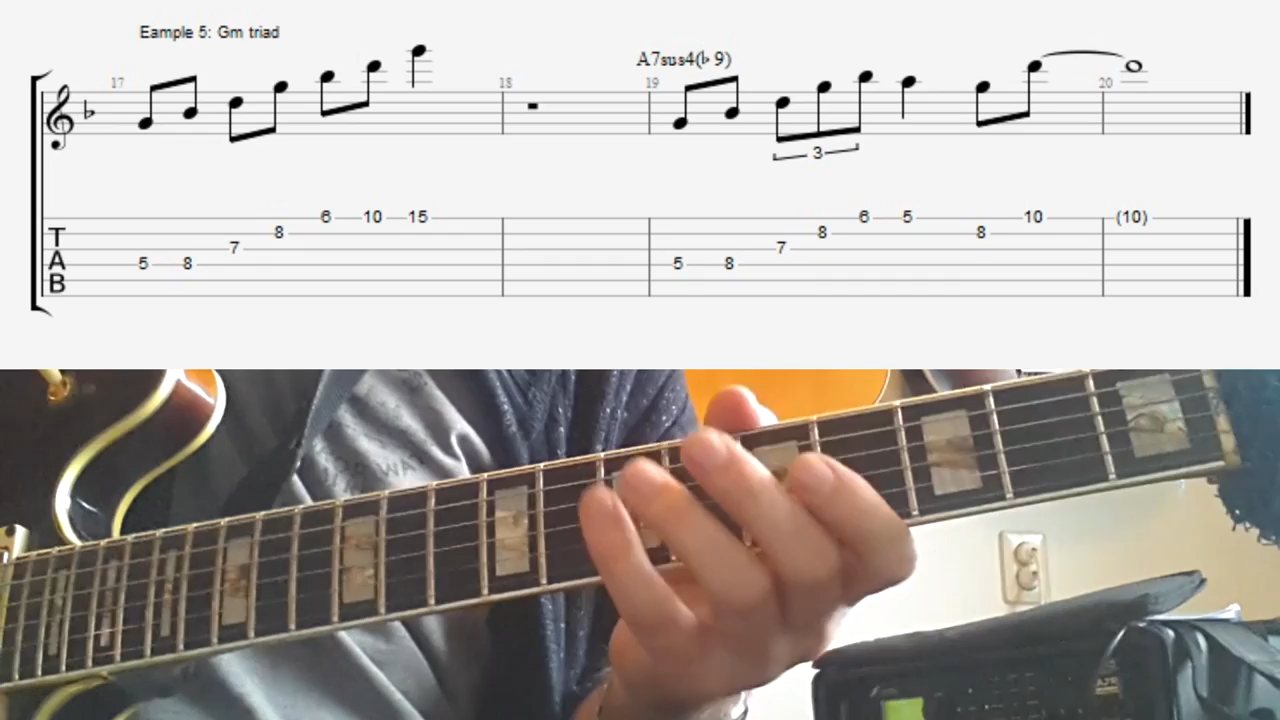 Eample 5: Gm triad
A7sus4(♭9)
17 18 19 20
3
T
A
B
6 10 15 6 5 10 (10)
8 8 8
7 7
5 8 5 8